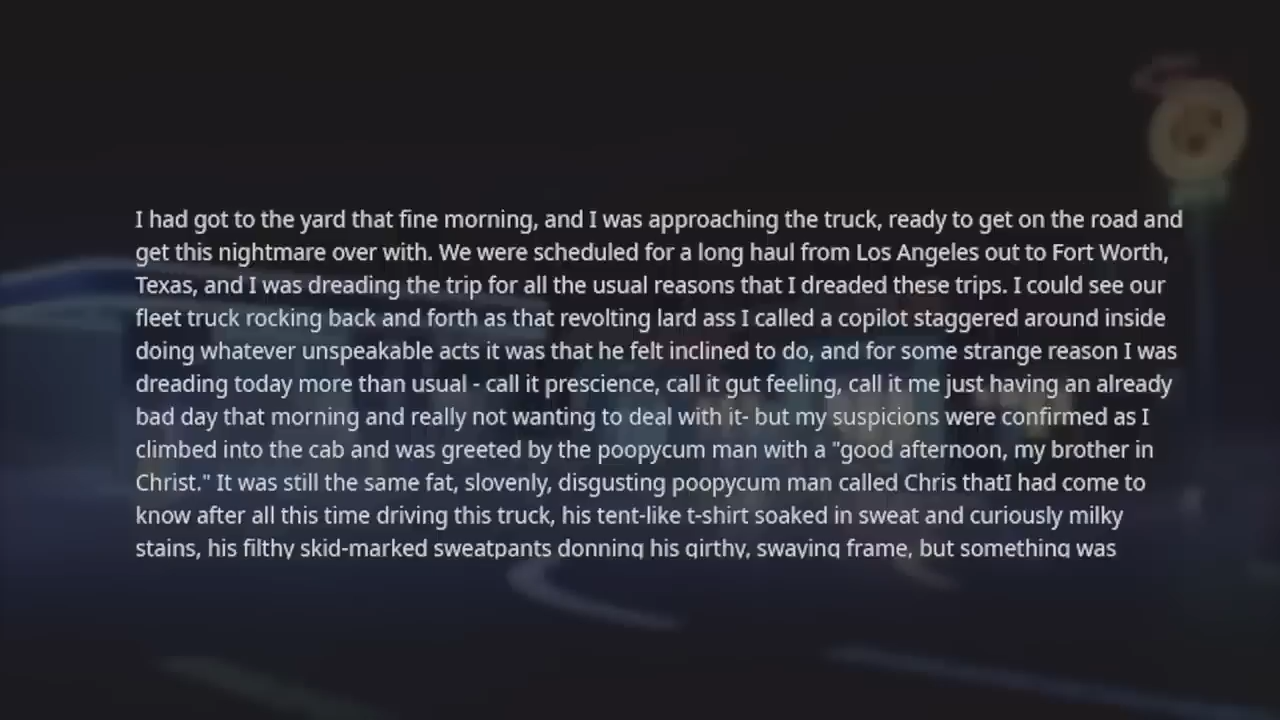 I had got to the yard that fine morning, and I was approaching the truck, ready to get on the road and
get this nightmare over with. We were scheduled for a long haul from Los Angeles out to Fort Worth,
Texas, and I was dreading the trip for all the usual reasons that I dreaded these trips. I could see our
fleet truck rocking back and forth as that revolting lard ass I called a copilot staggered around inside
doing whatever unspeakable acts it was that he felt inclined to do, and for some strange reason I was
dreading today more than usual - call it prescience, call it gut feeling, call it me just having an already
bad day that morning and really not wanting to deal with it- but my suspicions were confirmed as I
climbed into the cab and was greeted by the poopycum man with a "good afternoon, my brother in
Christ." It was still the same fat, slovenly, disgusting poopycum man called Chris thatI had come to
know after all this time driving this truck, his tent-like t-shirt soaked in sweat and curiously milky
stains, his filthy skid-marked sweatpants donning his girthy, swaying frame, but something was